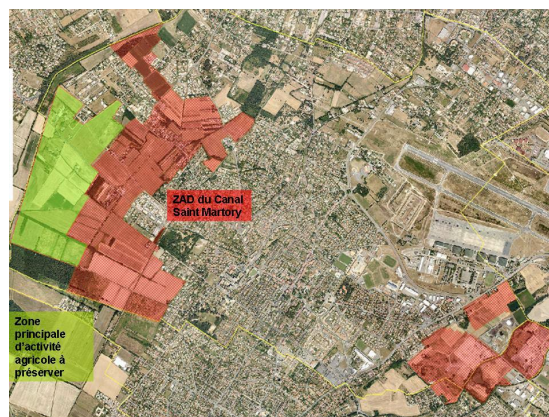 ZAD du Canal
Saint Martory
Zone
principale
d'activité
agricole à
préserver